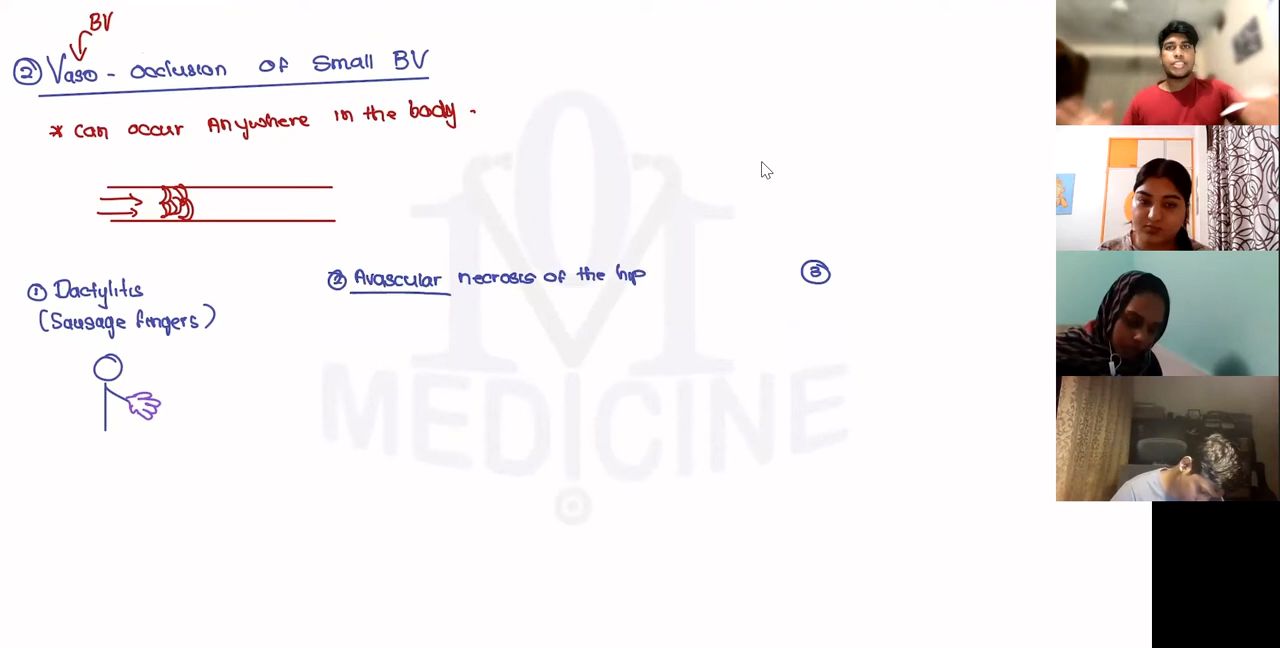 BV
② Vaso - occlusion of Small BV
* Can occur Anywhere in the body.
① Dactylitis
(Sausage fingers)
② Avascular necrosis of the hip
③
MEDICINE